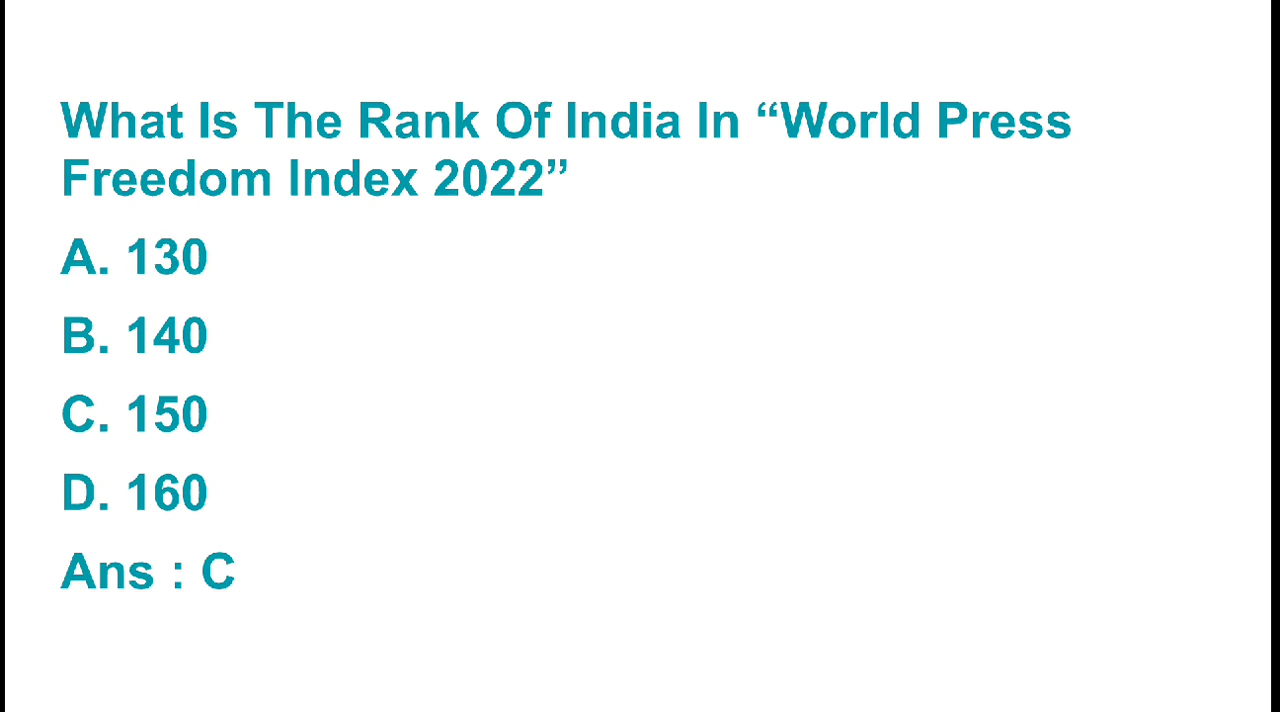 What Is The Rank Of India In “World Press
Freedom Index 2022”
A. 130
B. 140
C. 150
D. 160
Ans : C